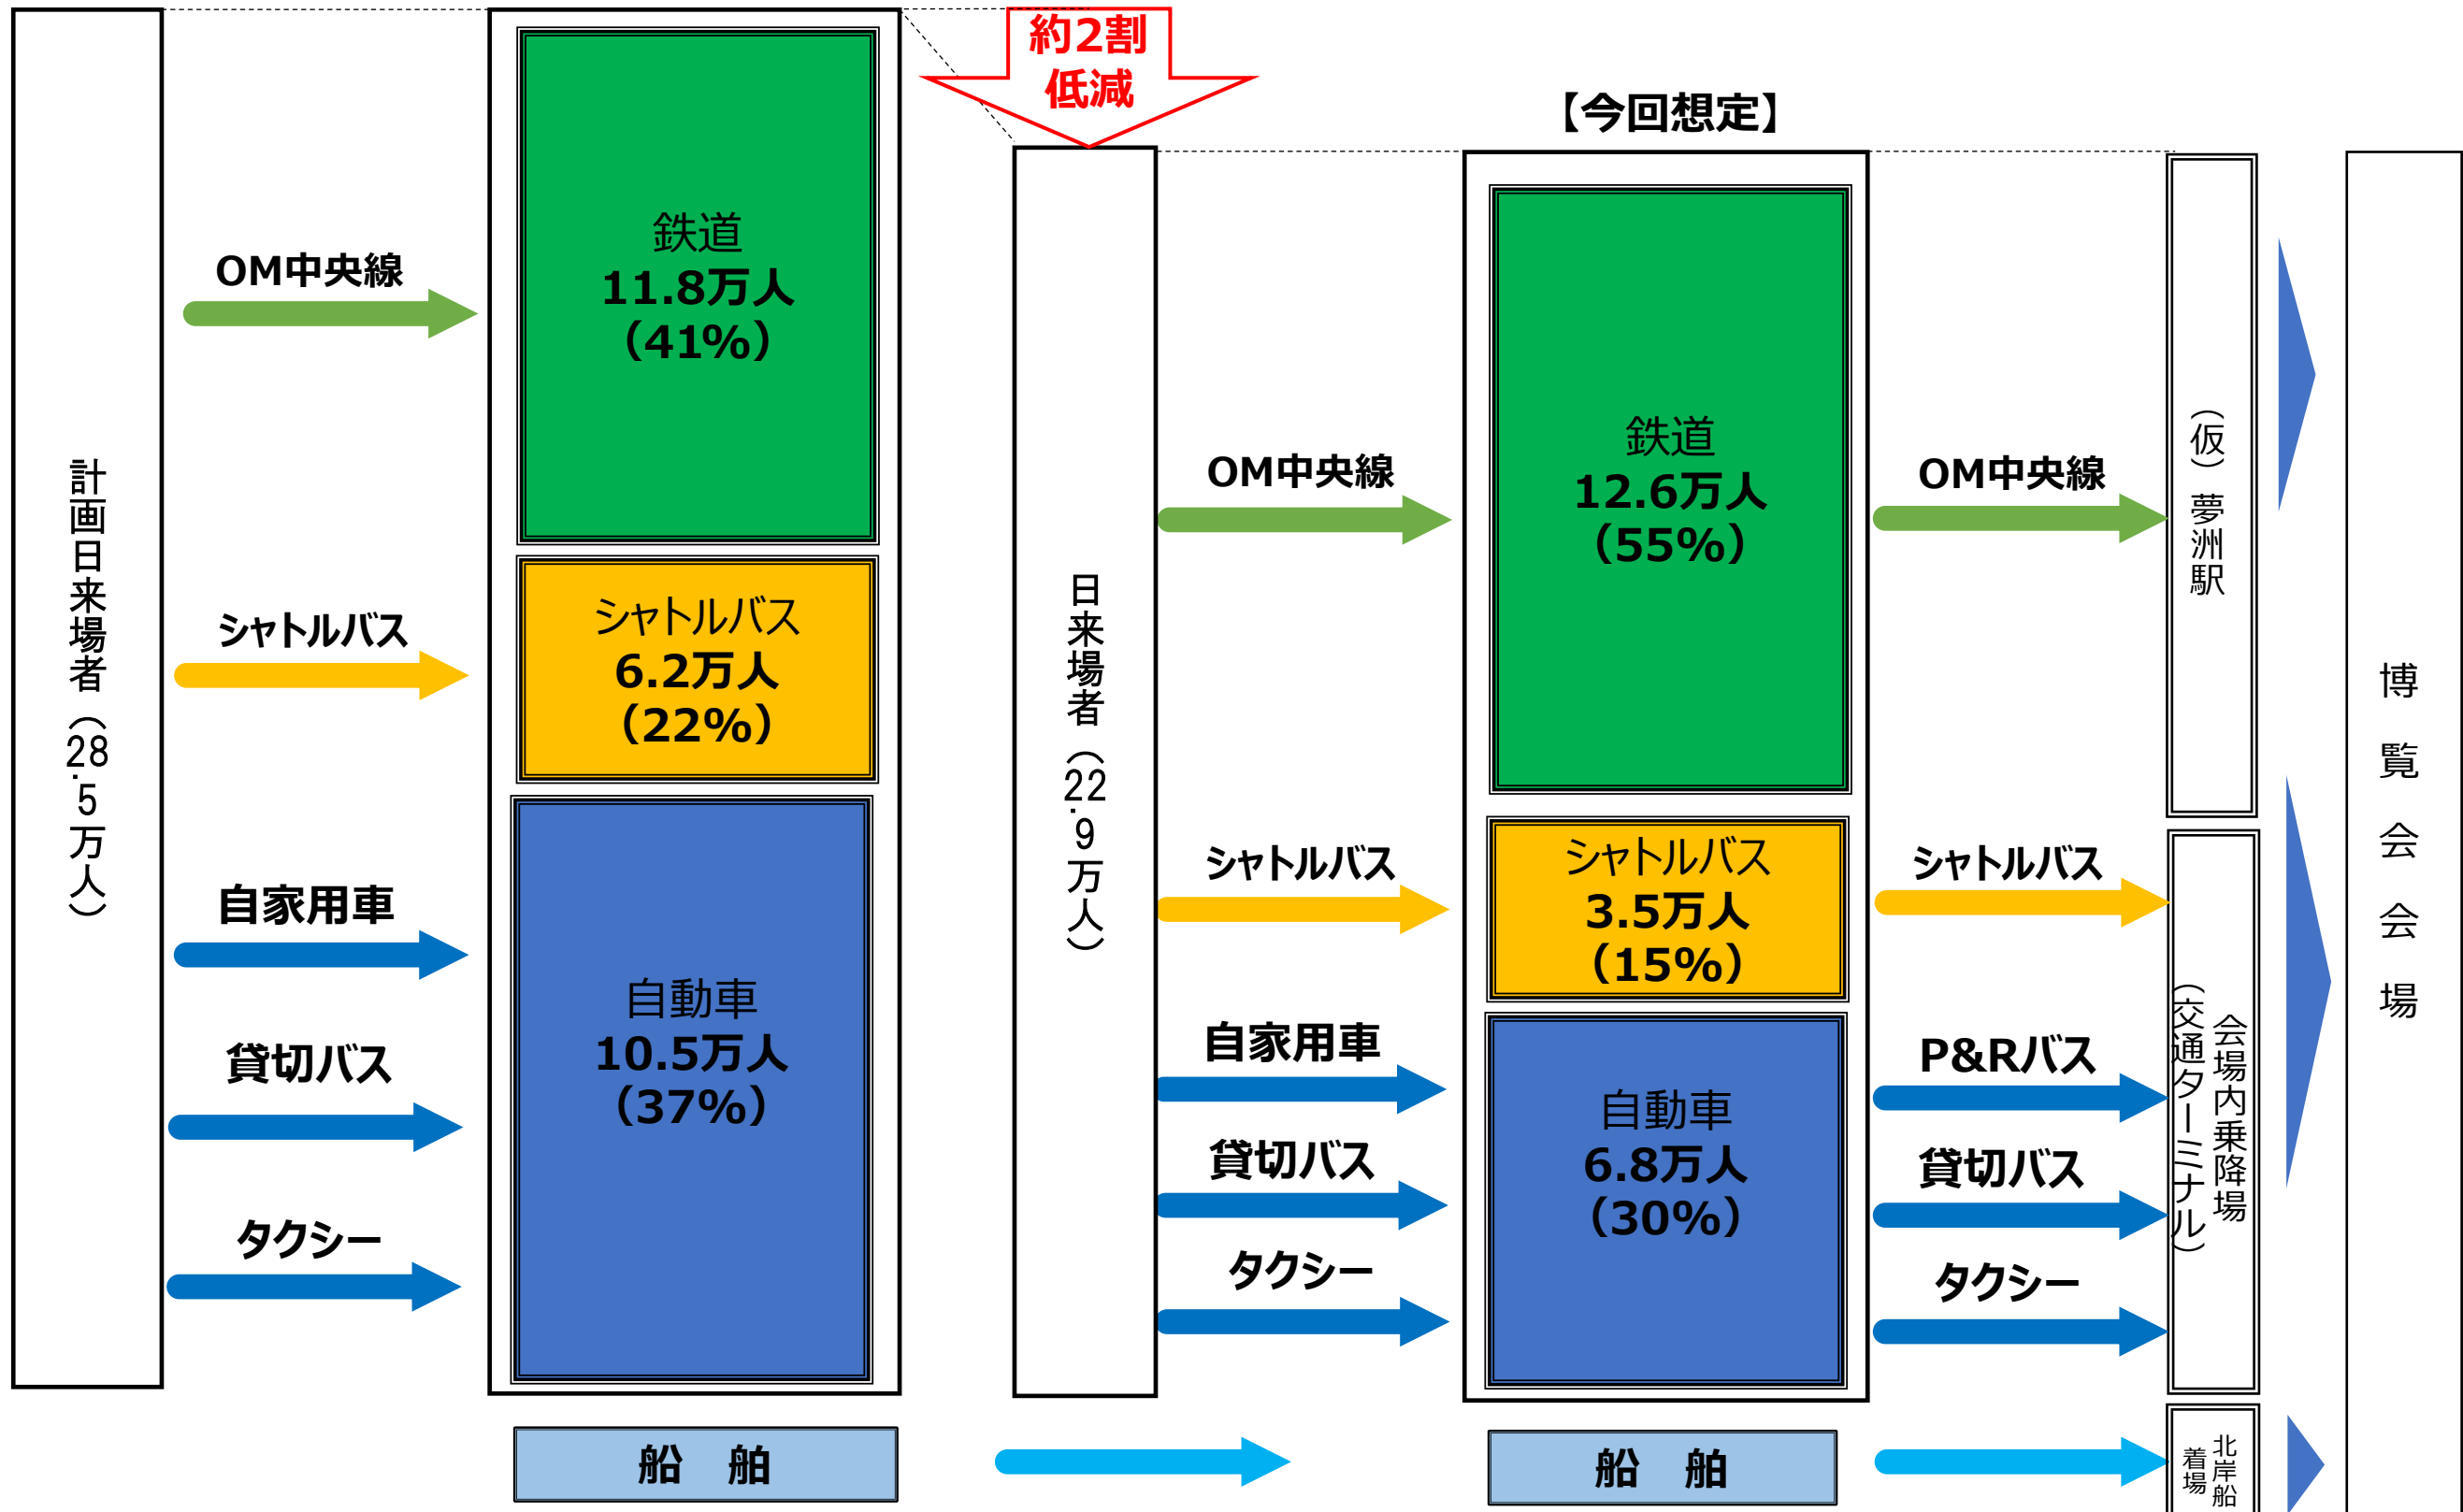 計画日来場者（28.5万人）
OM中央線
シャトルバス
自家用車
貸切バス
タクシー
鉄道
11.8万人
（41%）
シャトルバス
6.2万人
（22%）
自動車
10.5万人
（37%）
船　舶
約2割
低減
日来場者（22.9万人）
OM中央線
シャトルバス
自家用車
貸切バス
タクシー
【今回想定】
鉄道
12.6万人
（55%）
シャトルバス
3.5万人
（15%）
自動車
6.8万人
（30%）
船　舶
OM中央線
シャトルバス
P&Rバス
貸切バス
タクシー
（仮）夢洲駅
会場内乗降場
（交通ターミナル）
北岸船
着場
博覧会会場